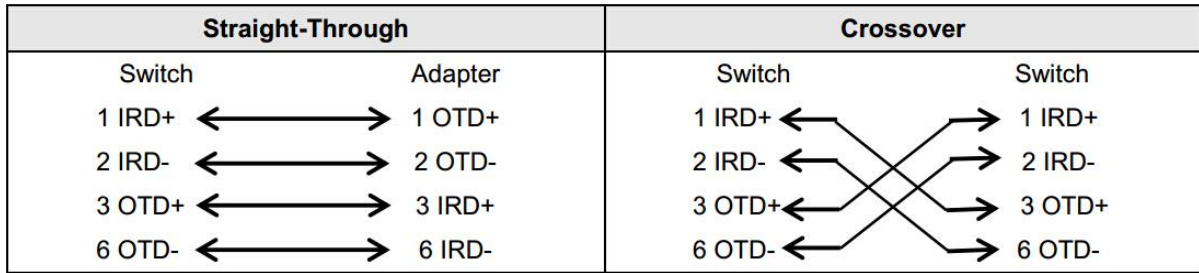 Straight-Through Crossover
Switch Adapter Switch Switch
1 IRD+ 1 OTD+ 1 IRD+ 1 IRD+
2 IRD- 2 OTD- 2 IRD- 2 IRD-
3 OTD+ 3 IRD+ 3 OTD+ 3 OTD+
6 OTD- 6 IRD- 6 OTD- 6 OTD-